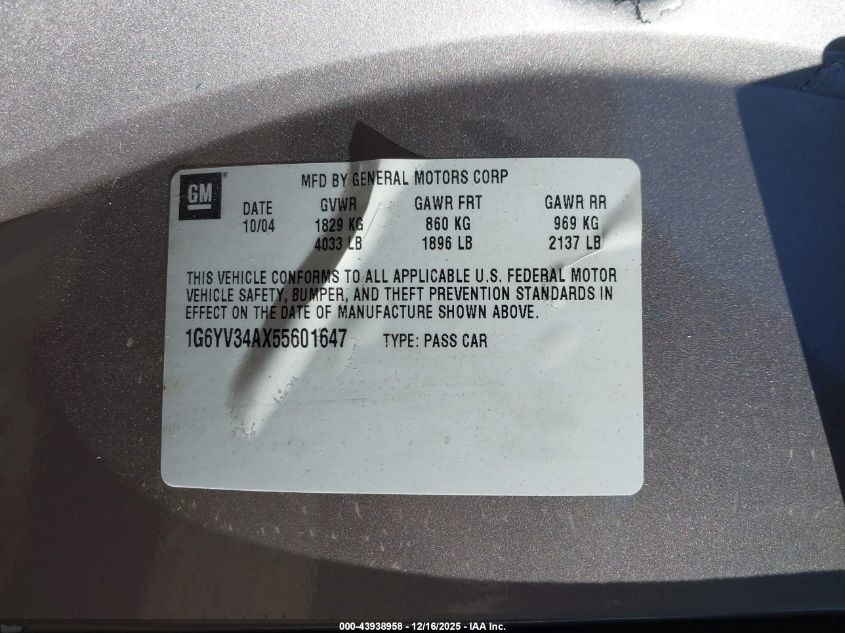 GM
MFD BY GENERAL MOTORS CORP
DATE GVWR GAWR FRT GAWR RR
10/04 1829 KG 860 KG 969 KG
4033 LB 1896 LB 2137 LB
THIS VEHICLE CONFORMS TO ALL APPLICABLE U.S. FEDERAL MOTOR
VEHICLE SAFETY, BUMPER, AND THEFT PREVENTION STANDARDS IN
EFFECT ON THE DATE OF MANUFACTURE SHOWN ABOVE.
1G6YV34AX55601647 TYPE: PASS CAR
000-43938958 - 12/16/2025 - IAA Inc.